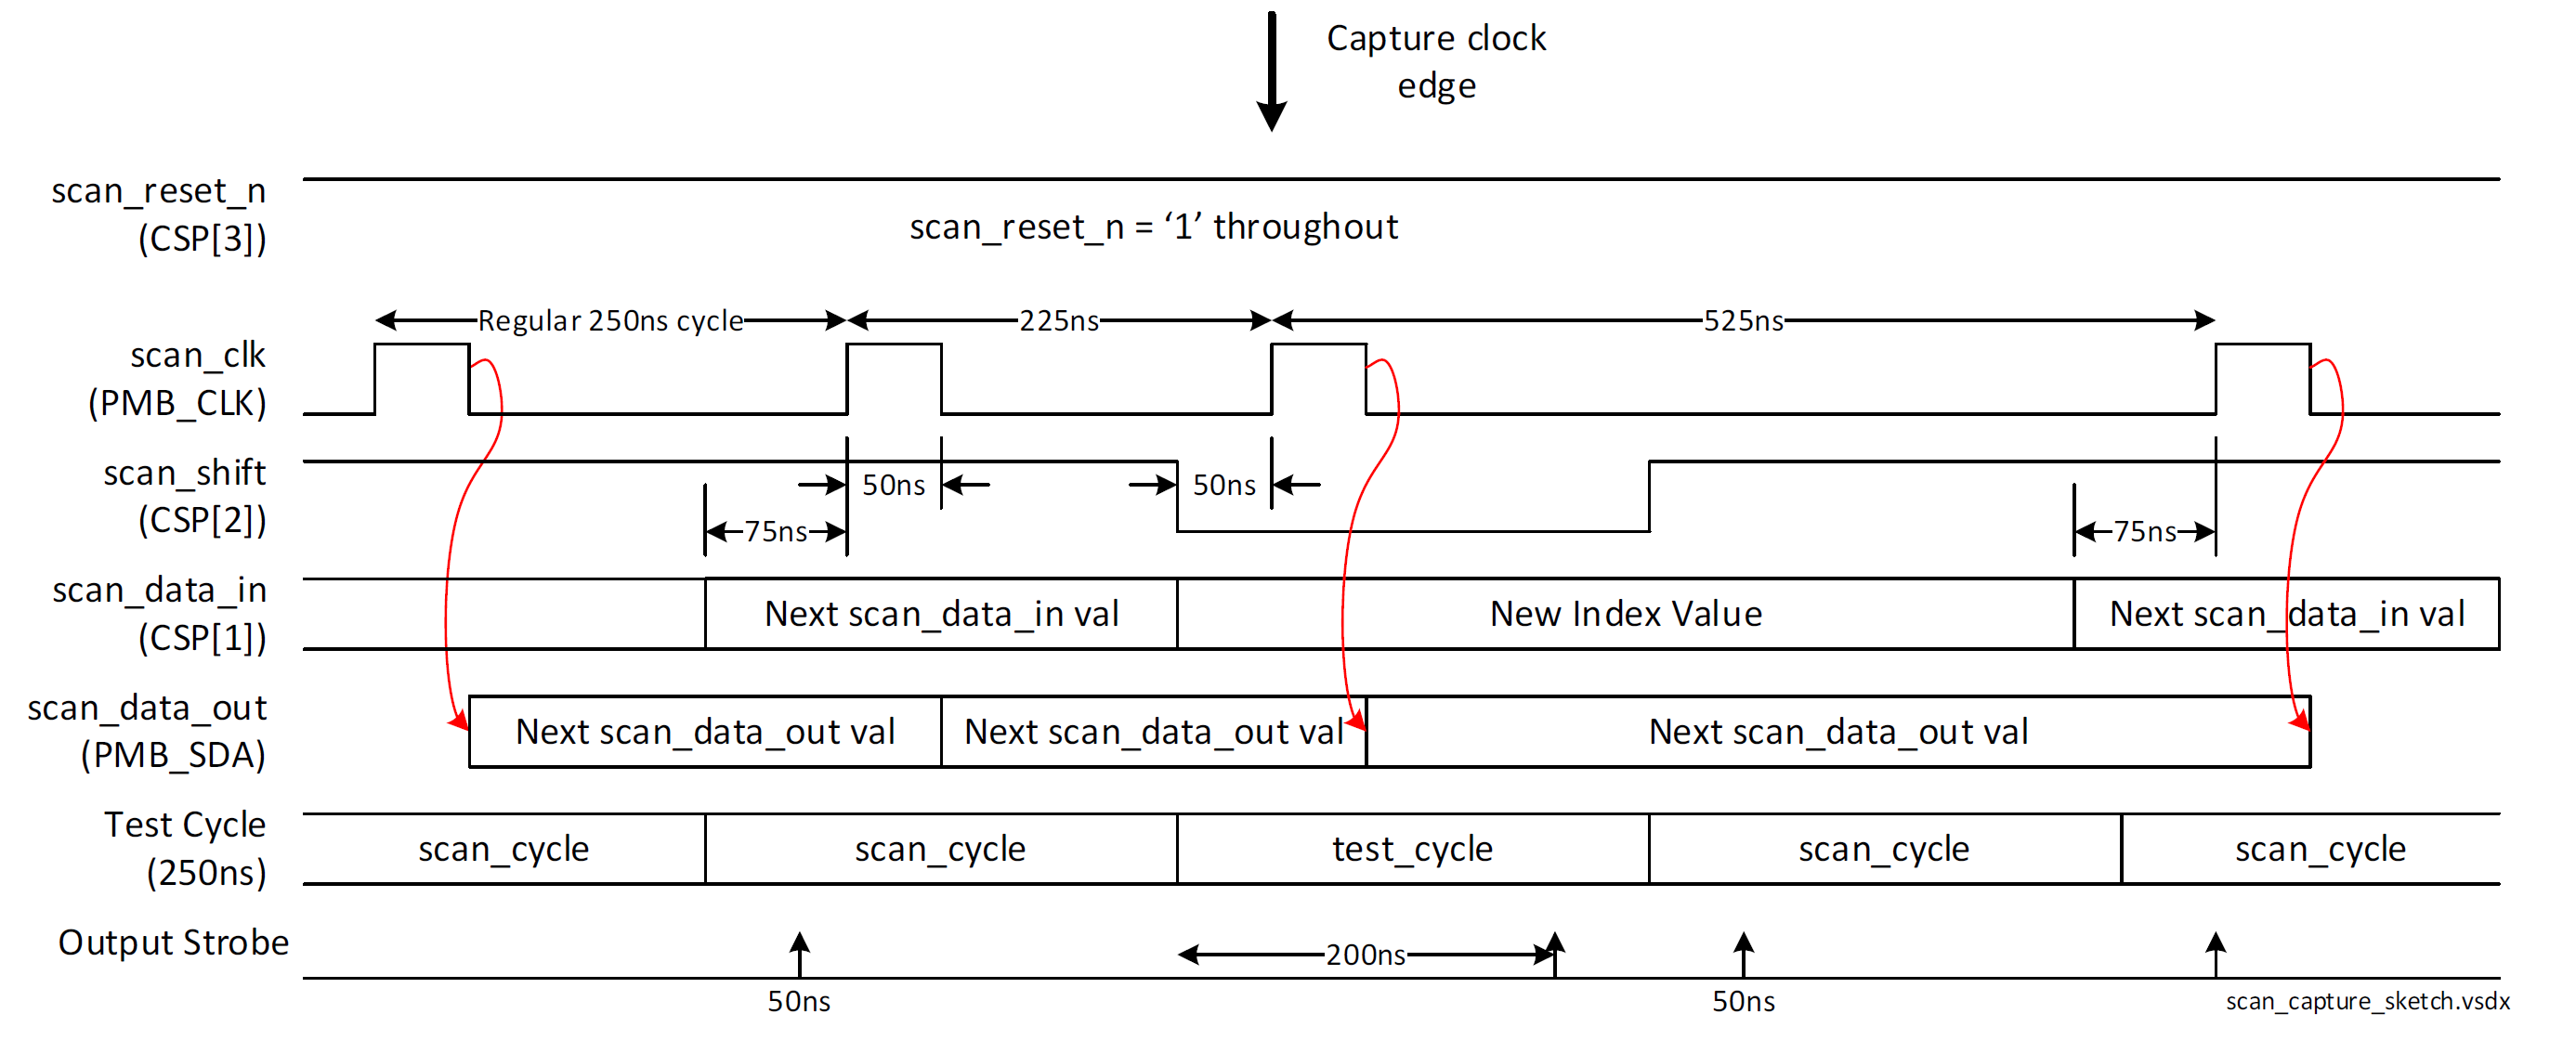 Capture clock
edge
scan_reset_n
(CSP[3])
scan_reset_n = ‘1’ throughout
Regular 250ns cycle
225ns
525ns
scan_clk
(PMB_CLK)
scan_shift
(CSP[2])
50ns
50ns
75ns
75ns
scan_data_in
(CSP[1])
Next scan_data_in val
New Index Value
Next scan_data_in val
scan_data_out
(PMB_SDA)
Next scan_data_out val
Next scan_data_out val
Next scan_data_out val
Test Cycle
(250ns)
scan_cycle
scan_cycle
test_cycle
scan_cycle
scan_cycle
Output Strobe
200ns
50ns
50ns
scan_capture_sketch.vsdx